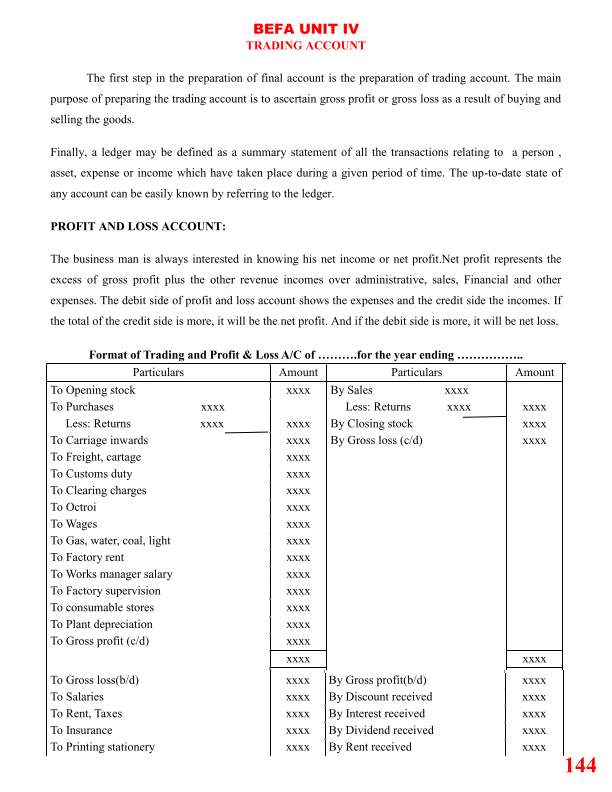 BEFA UNIT IV
TRADING ACCOUNT
The first step in the preparation of final account is the preparation of trading account. The main
purpose of preparing the trading account is to ascertain gross profit or gross loss as a result of buying and
selling the goods.
Finally, a ledger may be defined as a summary statement of all the transactions relating to a person ,
asset, expense or income which have taken place during a given period of time. The up-to-date state of
any account can be easily known by referring to the ledger.
PROFIT AND LOSS ACCOUNT:
The business man is always interested in knowing his net income or net profit.Net profit represents the
excess of gross profit plus the other revenue incomes over administrative, sales, Financial and other
expenses. The debit side of profit and loss account shows the expenses and the credit side the incomes. If
the total of the credit side is more, it will be the net profit. And if the debit side is more, it will be net loss.
Format of Trading and Profit & Loss A/C of ……….for the year ending ……………..
Particulars Amount Particulars Amount
To Opening stock xxxx By Sales xxxx
To Purchases xxxx Less: Returns xxxx xxxx
Less: Returns xxxx xxxx By Closing stock xxxx
To Carriage inwards xxxx By Gross loss (c/d) xxxx
To Freight, cartage xxxx
To Customs duty xxxx
To Clearing charges xxxx
To Octroi xxxx
To Wages xxxx
To Gas, water, coal, light xxxx
To Factory rent xxxx
To Works manager salary xxxx
To Factory supervision xxxx
To consumable stores xxxx
To Plant depreciation xxxx
To Gross profit (c/d) xxxx
xxxx xxxx
To Gross loss(b/d) xxxx By Gross profit(b/d) xxxx
To Salaries xxxx By Discount received xxxx
To Rent, Taxes xxxx By Interest received xxxx
To Insurance xxxx By Dividend received xxxx
To Printing stationery xxxx By Rent received xxxx
144